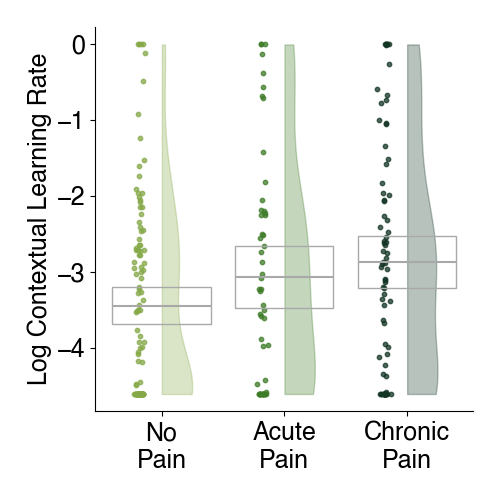 Log Contextual Learning Rate
0
−1
−2
−3
−4
No
Pain
Acute
Pain
Chronic
Pain